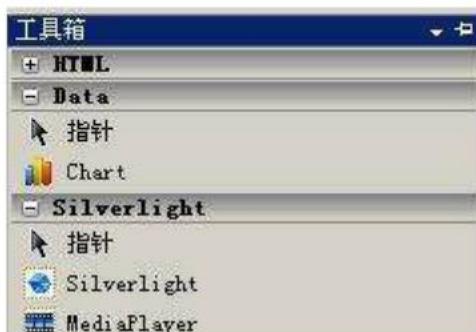 工具箱
HTML
Data
指针
Chart
Silverlight
指针
Silverlight
MediaPlayer